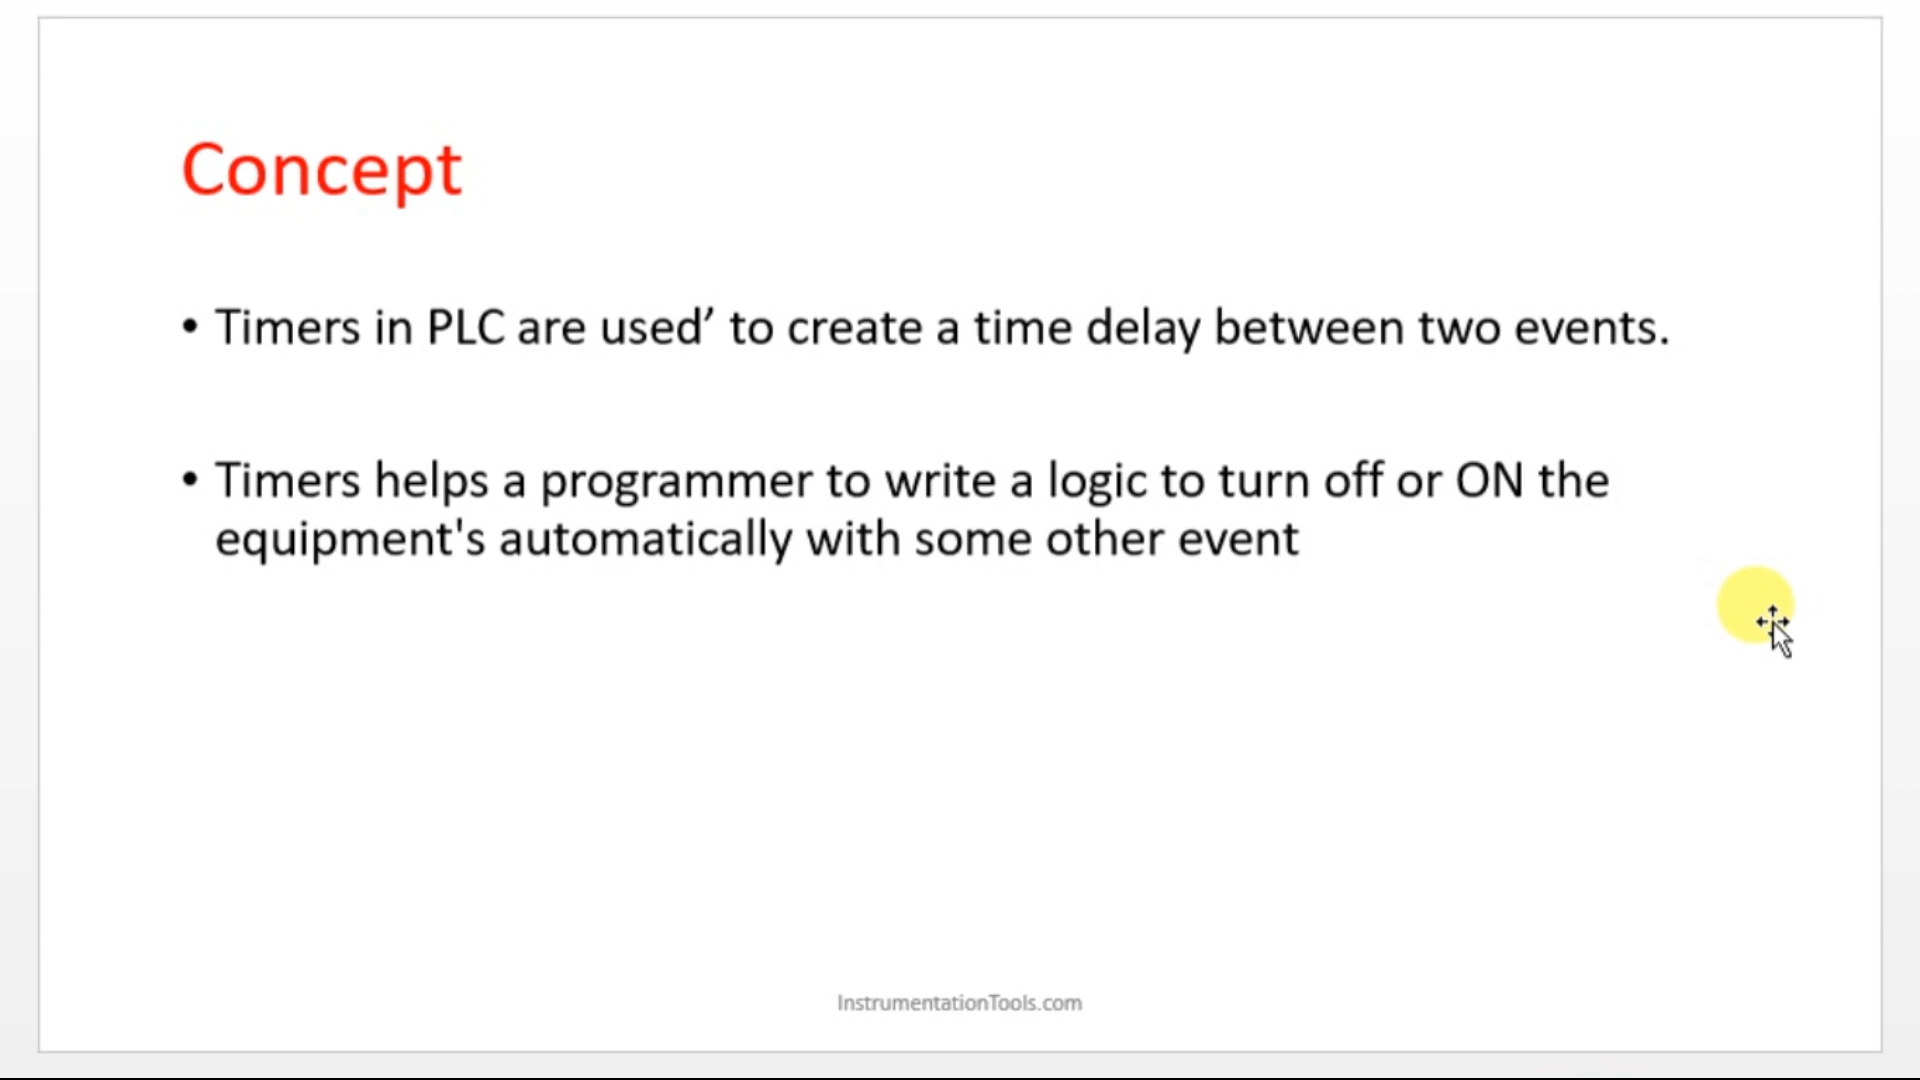 Concept
• Timers in PLC are used’ to create a time delay between two events.
• Timers helps a programmer to write a logic to turn off or ON the
equipment's automatically with some other event
InstrumentationTools.com